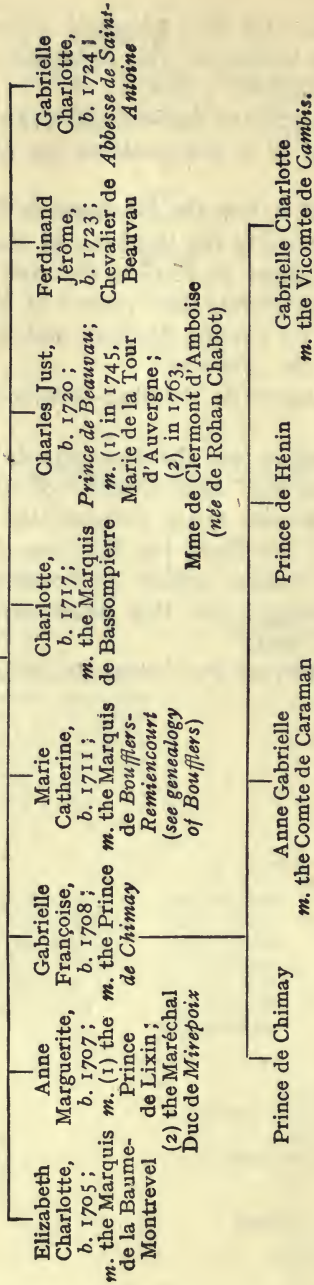 Elizabeth
Charlotte,
b. 1705;
m. the Marquis
de la Baume-
Montrevel
Anne
Marguerite,
b. 1707;
m. (1) the
Prince
de Lixin;
(2) the Maréchal
Duc de Mirepoix
Gabrielle
Françoise,
b. 1708;
m. the Prince
de Chimay
Marie
Catherine,
b. 1711;
m. the Marquis
de Boufflers-
Remiencourt
(see genealogy
of Boufflers)
Charlotte,
b. 1717;
m. the Marquis
de Bassompierre
Charles Just,
b. 1720;
Prince de Beauvau;
m. (1) in 1745,
Marie de la Tour
d'Auvergne;
(2) in 1763,
Mme de Clermont d'Amboise
(née de Rohan Chabot)
Ferdinand
Jérôme,
b. 1723;
Chevalier de
Beauvau
Gabrielle
Charlotte,
b. 1724;
Abbesse de Saint-
Antoine
Prince de Chimay
Anne Gabrielle
m. the Comte de Caraman
Prince de Hénin
Gabrielle Charlotte
m. the Vicomte de Cambis.